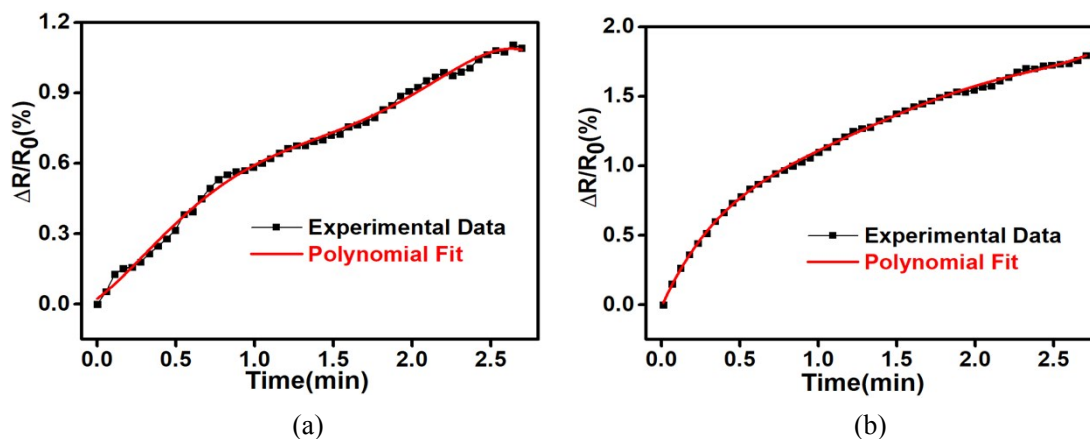 1.2
0.9
0.6
0.3
0.0
ΔR/R0(%)
Experimental Data
Polynomial Fit
0.0 0.5 1.0 1.5 2.0 2.5
Time(min)
(a)
2.0
1.5
1.0
0.5
0.0
ΔR/R0(%)
Experimental Data
Polynomial Fit
0.0 0.5 1.0 1.5 2.0 2.5
Time(min)
(b)